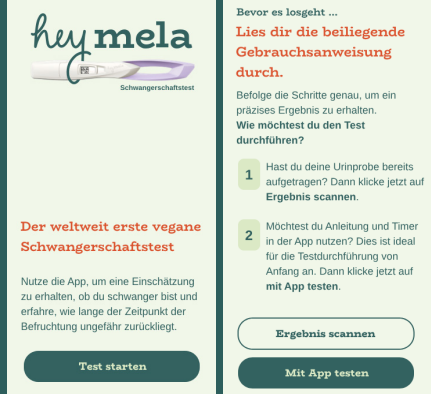 hey mela
Schwangerschaftstest
Der weltweit erste vegane
Schwangerschaftstest
Nutze die App, um eine Einschätzung
zu erhalten, ob du schwanger bist und
erfahre, wie lange der Zeitpunkt der
Befruchtung ungefähr zurückliegt.
Test starten
Bevor es losgeht ...
Lies dir die beiliegende
Gebrauchsanweisung
durch.
Befolge die Schritte genau, um ein
präzises Ergebnis zu erhalten.
Wie möchtest du den Test
durchführen?
1
Hast du deine Urinprobe bereits
aufgetragen? Dann klicke jetzt auf
Ergebnis scannen.
2
Möchtest du Anleitung und Timer
in der App nutzen? Dies ist ideal
für die Testdurchführung von
Anfang an. Dann klicke jetzt auf
mit App testen.
Ergebnis scannen
Mit App testen